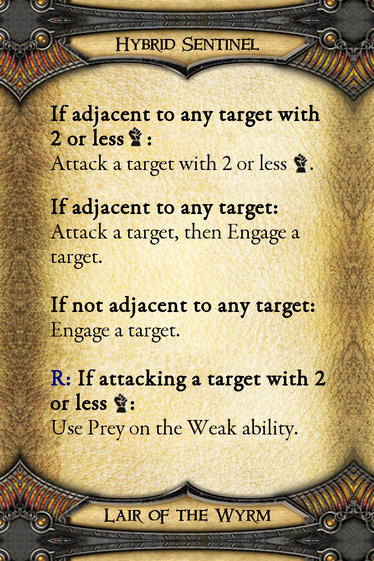 Hybrid Sentinel
If adjacent to any target with
2 or less :
Attack a target with 2 or less .
If adjacent to any target:
Attack a target, then Engage a
target.
If not adjacent to any target:
Engage a target.
R: If attacking a target with 2
or less :
Use Prey on the Weak ability.
Lair of the Wyrm